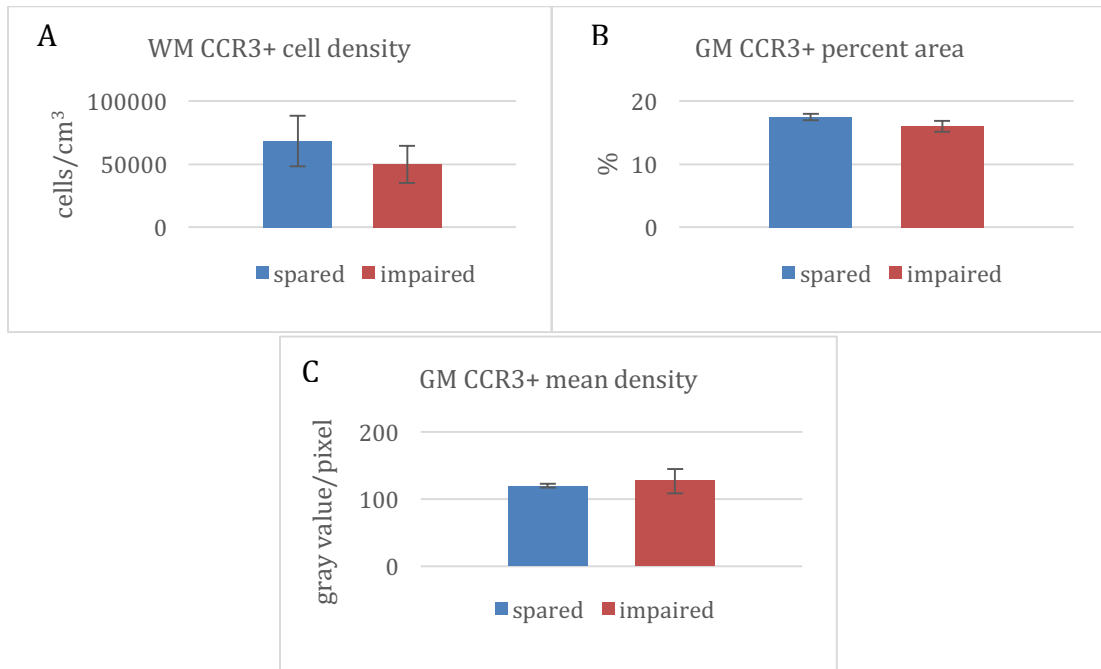 A
WM CCR3+ cell density
cells/cm³
100000
50000
0
spared impaired
B
GM CCR3+ percent area
%
20
10
0
spared impaired
C
GM CCR3+ mean density
gray value/pixel
200
100
0
spared impaired